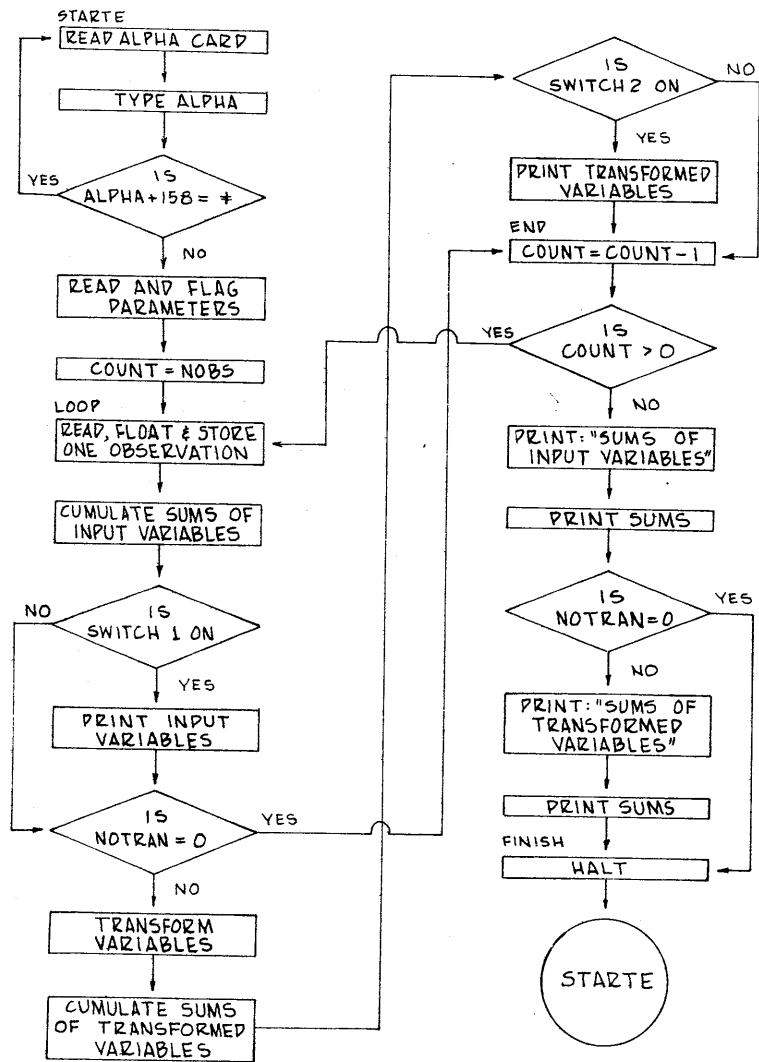 STARTE
READ ALPHA CARD
TYPE ALPHA
IS
ALPHA+158= ‡
YES
NO
READ AND FLAG
PARAMETERS
COUNT=NOBS
LOOP
READ, FLOAT & STORE
ONE OBSERVATION
CUMULATE SUMS OF
INPUT VARIABLES
IS
SWITCH 1 ON
NO
YES
PRINT INPUT
VARIABLES
IS
NOTRAN=0
YES
NO
TRANSFORM
VARIABLES
CUMULATE SUMS
OF TRANSFORMED
VARIABLES
IS
SWITCH 2 ON
NO
YES
PRINT TRANSFORMED
VARIABLES
END
COUNT=COUNT-1
YES
IS
COUNT > 0
NO
PRINT: "SUMS OF
INPUT VARIABLES"
PRINT SUMS
IS
NOTRAN=0
YES
NO
PRINT: "SUMS OF
TRANSFORMED
VARIABLES"
PRINT SUMS
FINISH
HALT
STARTE